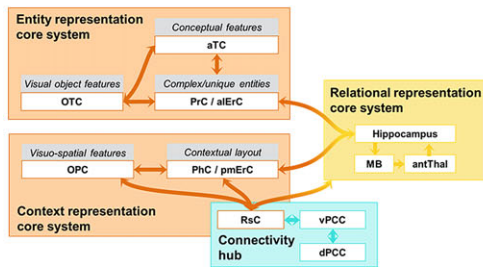 Entity representation
core system
Conceptual features
aTC
Visual object features
OTC
Complex/unique entities
PrC / alErC
Relational representation
core system
Hippocampus
MB
antThal
Visuo-spatial features
OPC
Contextual layout
PhC / pmErC
Context representation
core system
RsC
vPCC
Connectivity
hub
dPCC